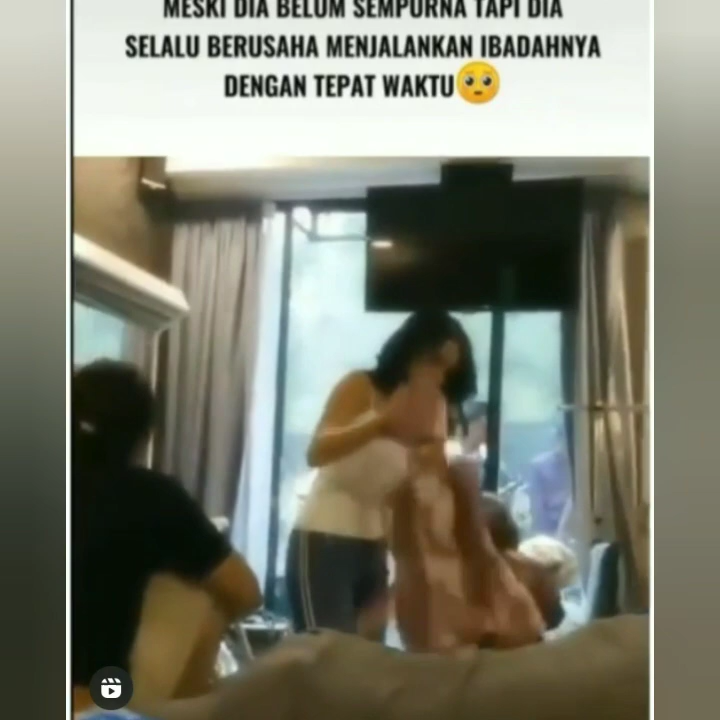 MESKI DIA BELUM SEMPURNA TAPI DIA
SELALU BERUSAHA MENJALANKAN IBADAHNYA
DENGAN TEPAT WAKTU🥺